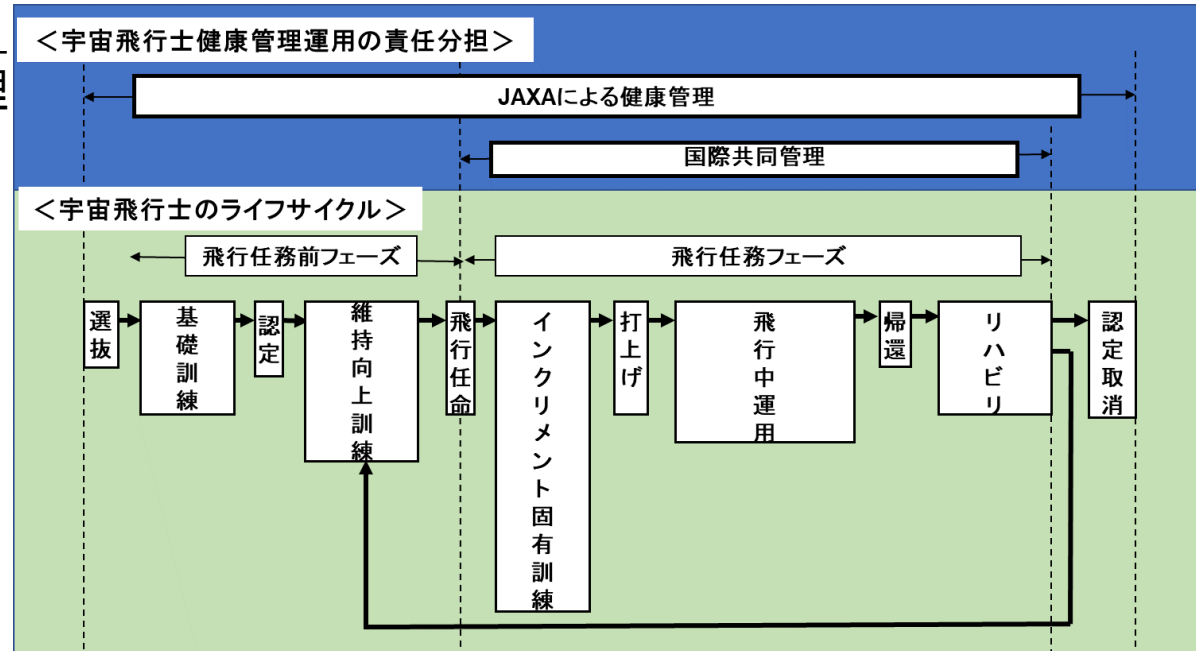 理
＜宇宙飛行士健康管理運用の責任分担＞
JAXAによる健康管理
国際共同管理
＜宇宙飛行士のライフサイクル＞
飛行任務前フェーズ
飛行任務フェーズ
選抜
基礎訓練
認定
維持向上訓練
飛行任命
インクリメント固有訓練
打上げ
飛行中運用
帰還
リハビリ
認定取消